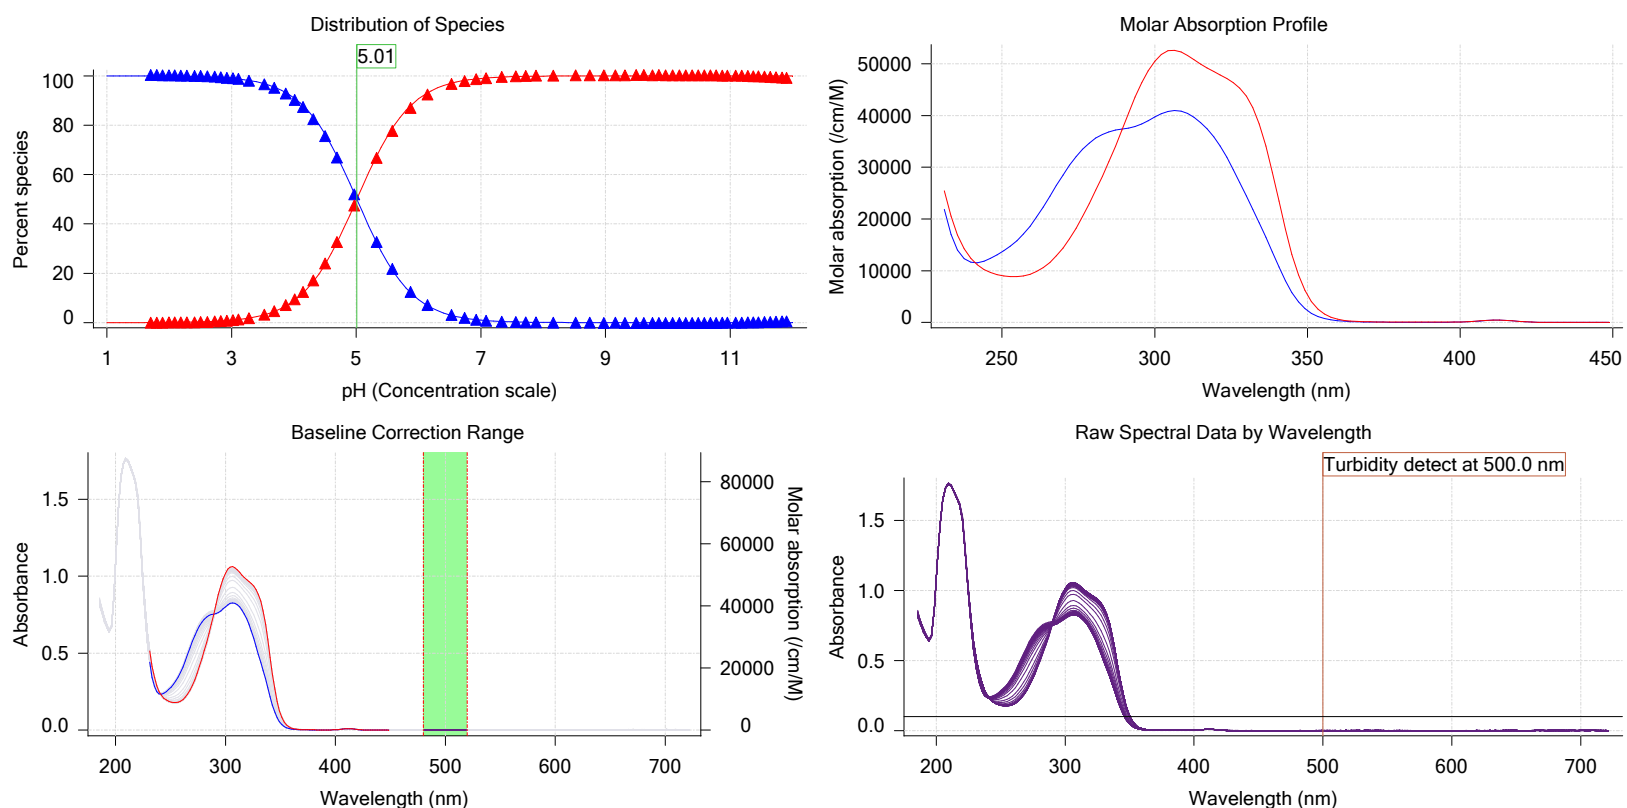 Distribution of Species
5.01
100
80
60
40
20
0
Percent species
1 3 5 7 9 11
pH (Concentration scale)
Molar Absorption Profile
50000
40000
30000
20000
10000
0
Molar absorption (/cm/M)
250 300 350 400 450
Wavelength (nm)
Baseline Correction Range
1.5
1.0
0.5
0.0
Absorbance
80000
60000
40000
20000
0
Molar absorption (/cm/M)
200 300 400 500 600 700
Wavelength (nm)
Raw Spectral Data by Wavelength
Turbidity detect at 500.0 nm
1.5
1.0
0.5
0.0
Absorbance
200 300 400 500 600 700
Wavelength (nm)